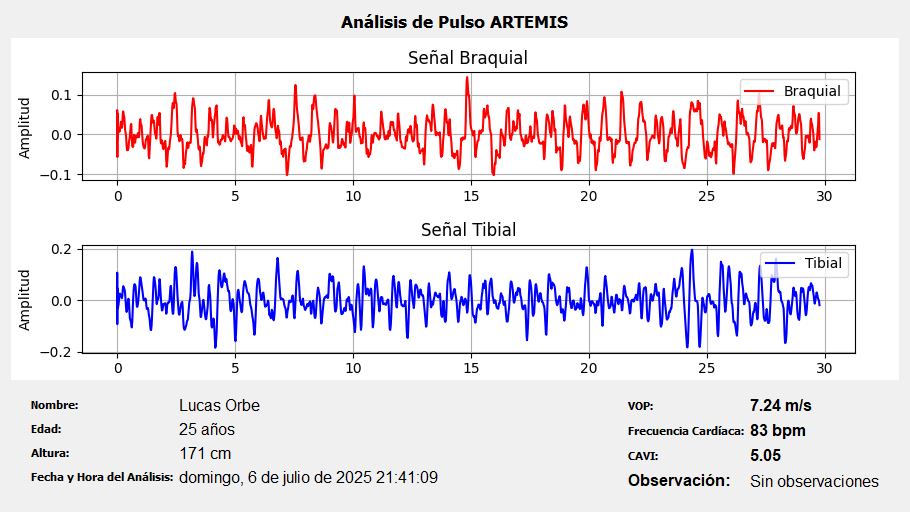 Análisis de Pulso ARTEMIS
Señal Braquial
Amplitud
0.1
0.0
−0.1
Braquial
0 5 10 15 20 25 30
Señal Tibial
Amplitud
0.2
0.0
−0.2
Tibial
0 5 10 15 20 25 30
Nombre: Lucas Orbe
Edad: 25 años
Altura: 171 cm
Fecha y Hora del Análisis: domingo, 6 de julio de 2025 21:41:09
VOP: 7.24 m/s
Frecuencia Cardíaca: 83 bpm
CAVI: 5.05
Observación: Sin observaciones